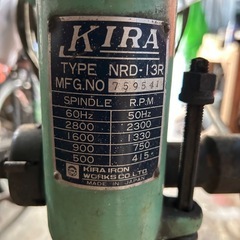 KIRA
TYPE NRD-13R
MFG.NO 759541
SPINDLE R.P.M
60Hz 50Hz
2800 2300
1600 1330
900 750
500 415
KIRA IRON
WORKS CO.,LTD.
MADE IN JAPAN